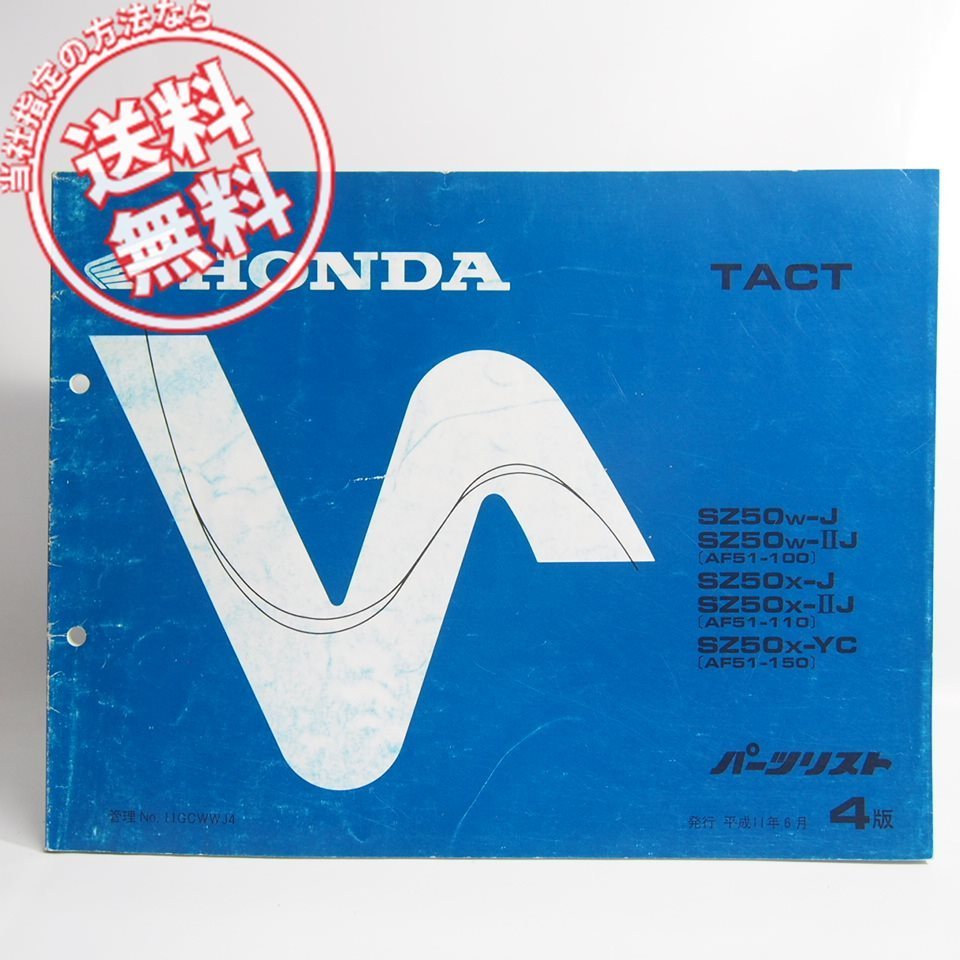 当社指定の方法なら
送料
無料
HONDA
TACT
SZ50W-J
SZ50W-ⅡJ
〔AF51-100〕
SZ50X-J
SZ50X-ⅡJ
〔AF51-110〕
SZ50X-YC
〔AF51-150〕
パーツリスト
管理 No. 11GCWWJ4
発行 平成11年6月 4版